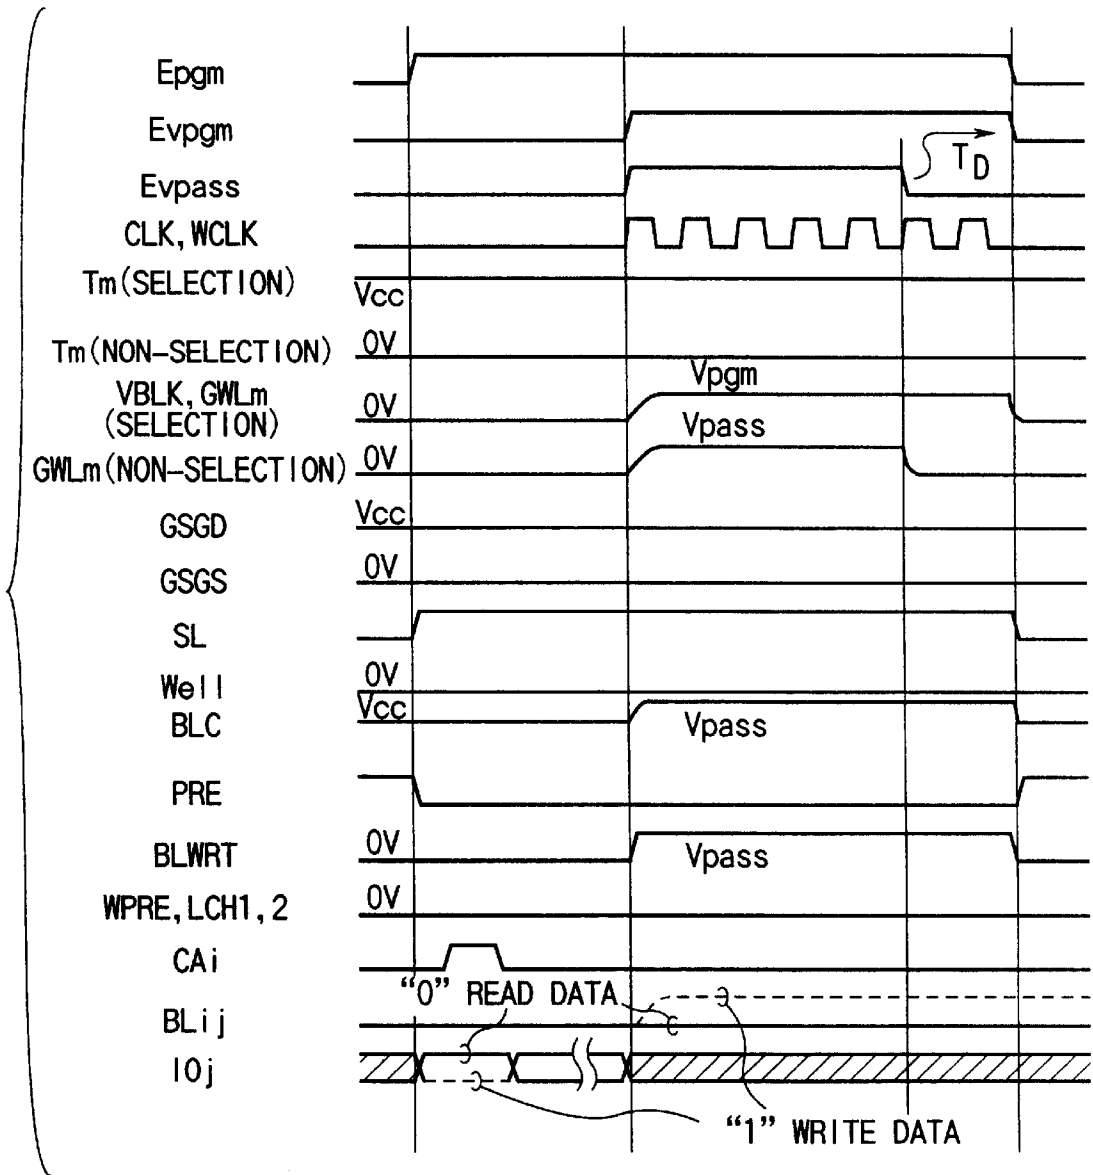 Epgm
Evpgm
TD
Evpass
CLK, WCLK
Tm(SELECTION)
Vcc
Tm(NON-SELECTION) 0V
Vpgm
VBLK, GWLm
(SELECTION) 0V
Vpass
GWLm(NON-SELECTION) 0V
GSGD Vcc
GSGS 0V
SL
Well 0V
BLC Vcc
Vpass
PRE
BLWRT 0V
Vpass
WPRE, LCH1, 2 0V
CAi
“0” READ DATA
BLij
IOj
“1” WRITE DATA